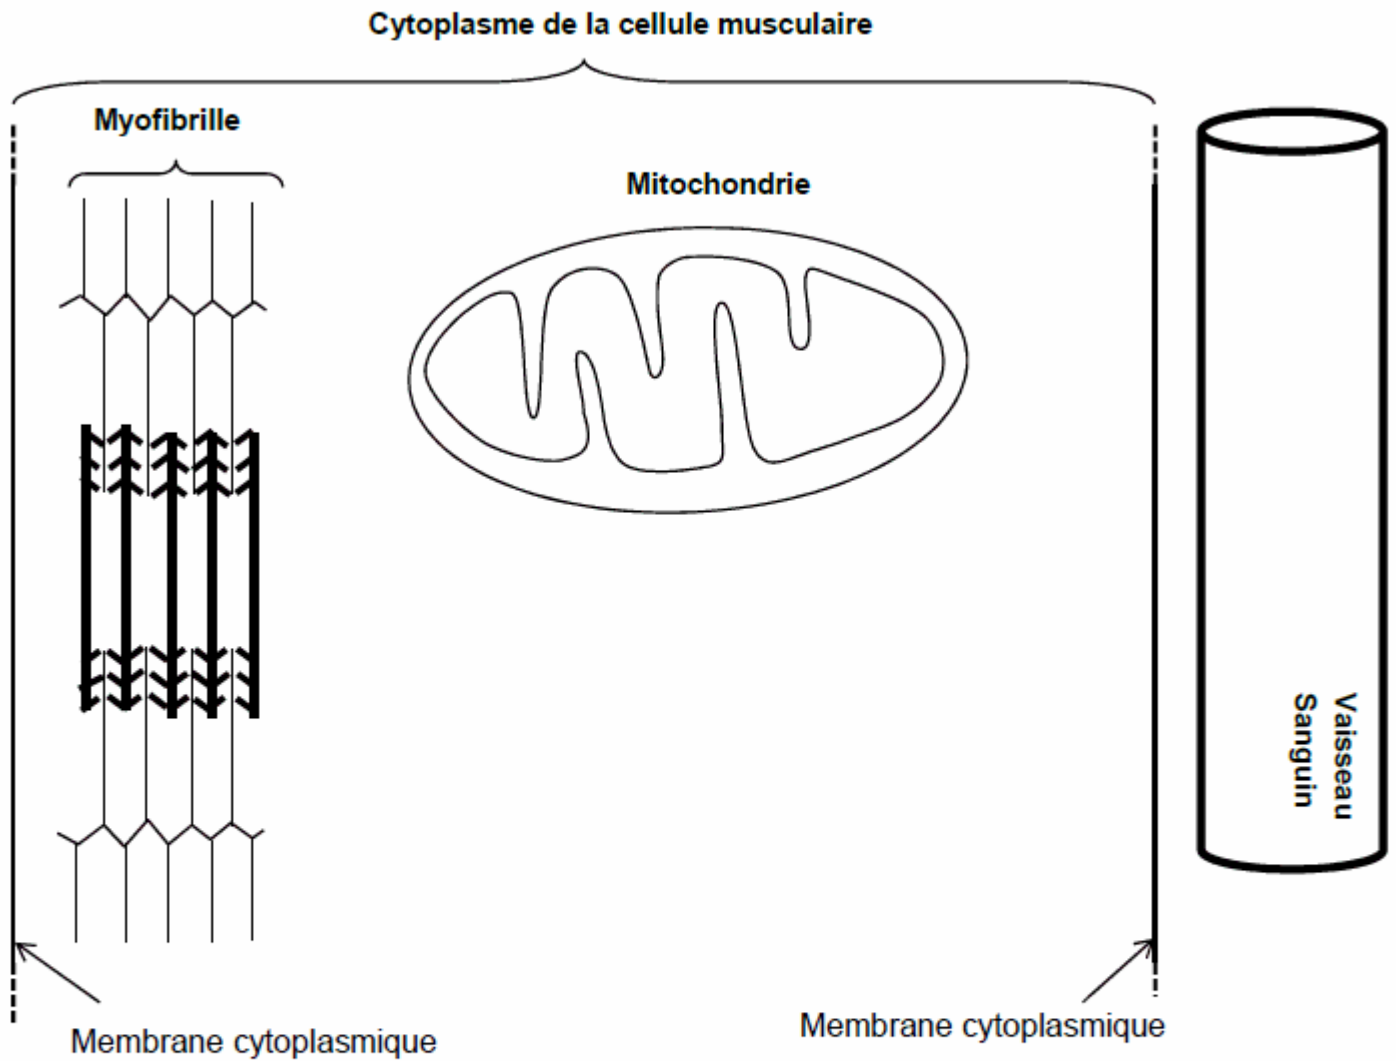 Cytoplasme de la cellule musculaire
Myofibrille
Mitochondrie
Vaisseau
Sanguin
Membrane cytoplasmique
Membrane cytoplasmique